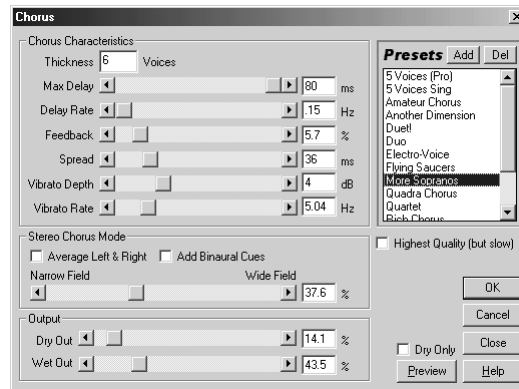 Chorus
Chorus Characteristics
Thickness 6 Voices
Max Delay 80 ms
Delay Rate .15 Hz
Feedback 5.7 %
Spread 36 ms
Vibrato Depth 4 dB
Vibrato Rate 5.04 Hz
Stereo Chorus Mode
Average Left & Right Add Binaural Cues
Narrow Field Wide Field
37.6 %
Output
Dry Out 14.1 %
Wet Out 43.5 %
Presets Add Del
5 Voices (Pro)
5 Voices Sing
Amateur Chorus
Another Dimension
Duet!
Duo
Electro-Voice
Flying Saucers
More Sopranos
Quadra Chorus
Quartet
Rich Chorus
Highest Quality (but slow)
OK
Cancel
Dry Only Close
Preview Help